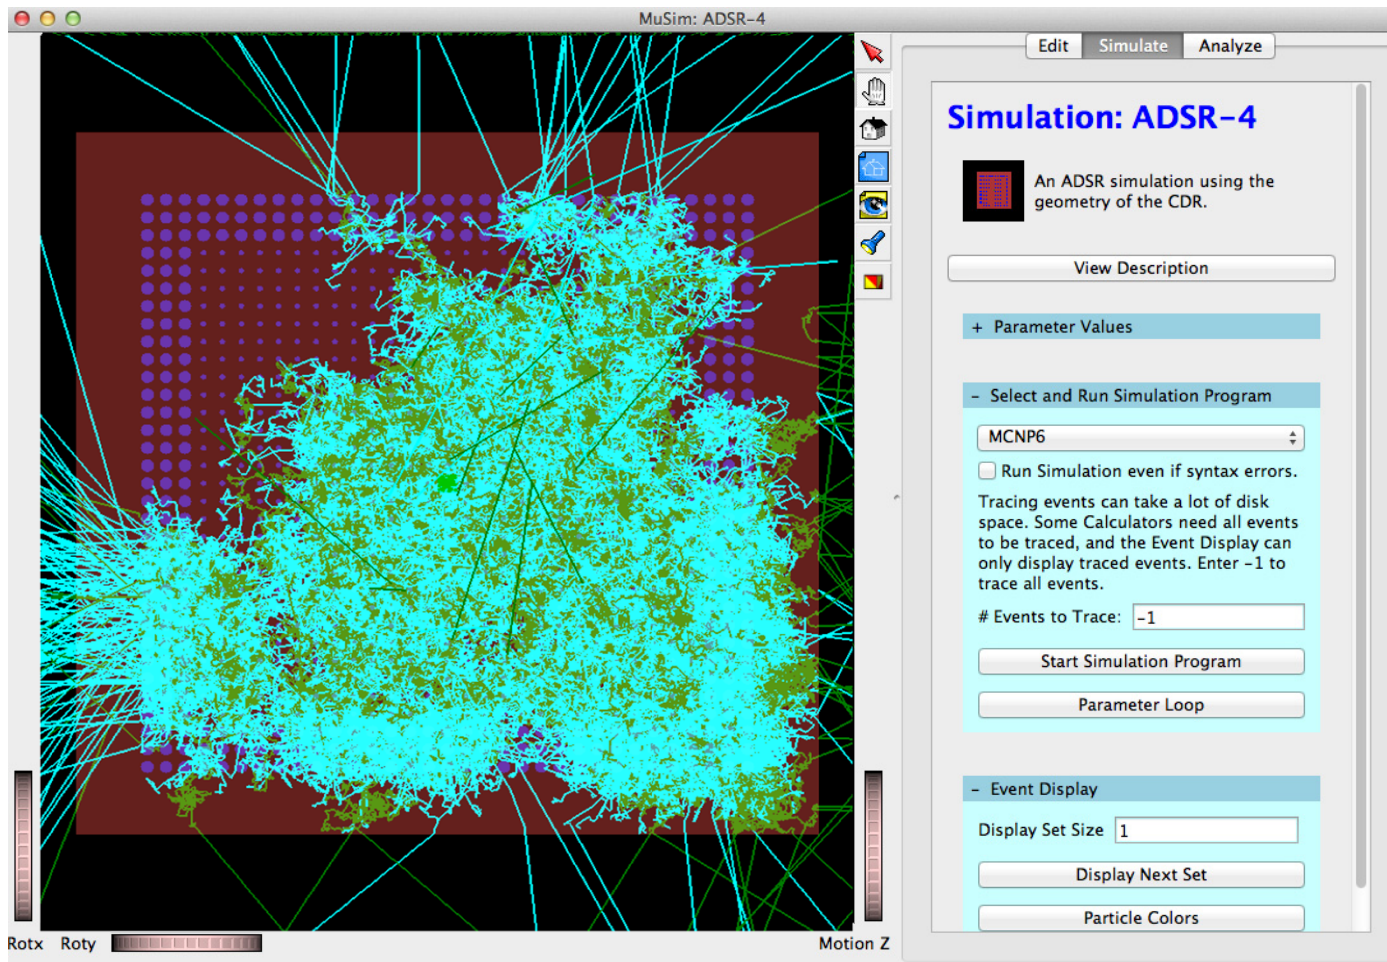 MuSim: ADSR-4
Edit
Simulate
Analyze
Simulation: ADSR-4
An ADSR simulation using the
geometry of the CDR.
View Description
+ Parameter Values
- Select and Run Simulation Program
MCNP6
Run Simulation even if syntax errors.
Tracing events can take a lot of disk
space. Some Calculators need all events
to be traced, and the Event Display can
only display traced events. Enter -1 to
trace all events.
# Events to Trace: -1
Start Simulation Program
Parameter Loop
- Event Display
Display Set Size 1
Display Next Set
Particle Colors
Rotx Roty
Motion Z